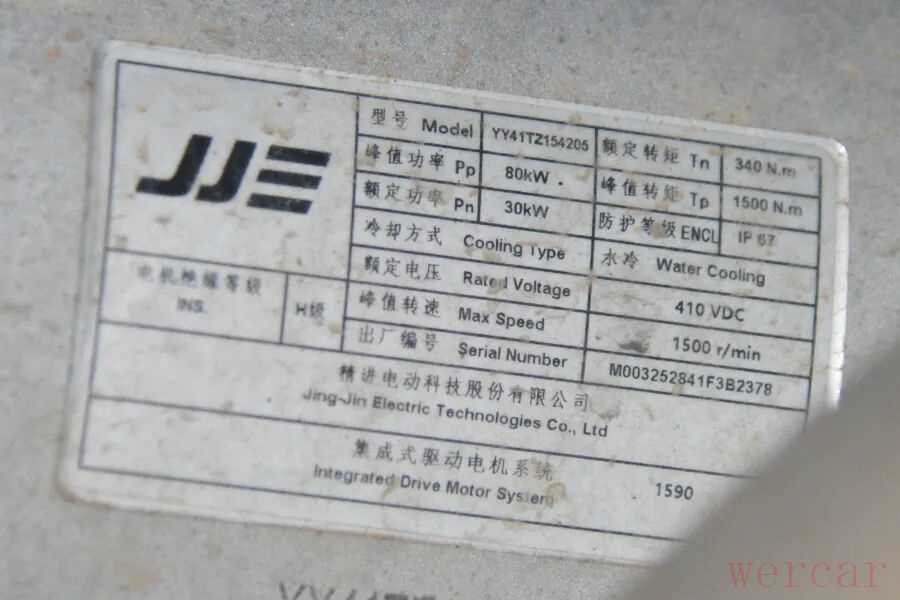 JJE
型号 Model YY41TZ154205 额定转矩 Tn 340 N.m
峰值功率 Pp 80kW 峰值转矩 Tp 1500 N.m
额定功率 Pn 30kW 防护等级 ENCL IP 67
冷却方式 Cooling Type 水冷 Water Cooling
额定电压 Rated Voltage 410 VDC
电机绝缘等级 INS. H级
峰值转速 Max Speed 1500 r/min
出厂编号 Serial Number M003252841F3B2378
精进电动科技股份有限公司
Jing-Jin Electric Technologies Co., Ltd
集成式驱动电机系统
Integrated Drive Motor System 1590
wercar